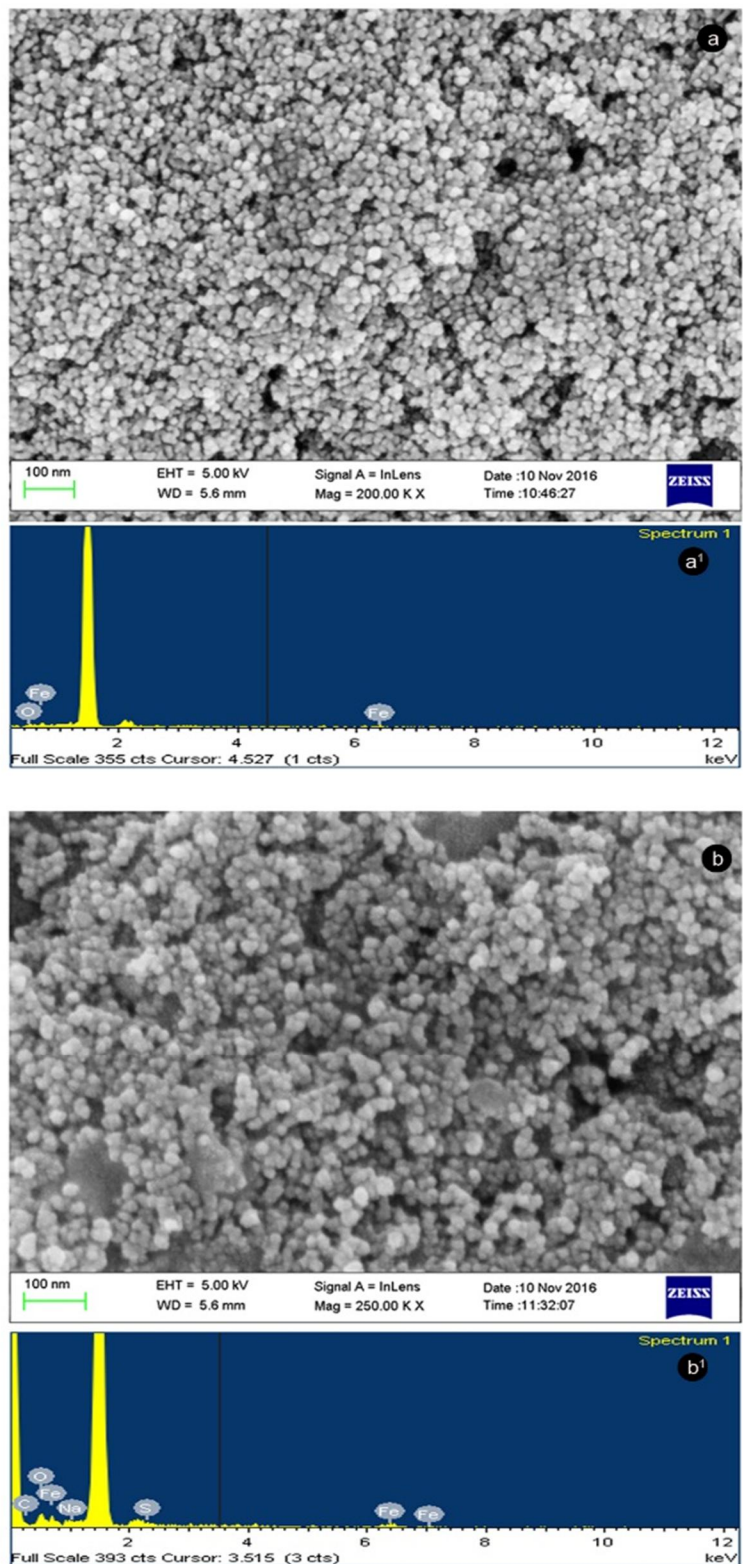 a
100 nm EHT = 5.00 kV Signal A = InLens Date :10 Nov 2016 ZEISS
WD = 5.6 mm Mag = 200.00 K X Time :10:46:27
Spectrum 1
a¹
Fe
O Fe
2 4 6 8 10 12
Full Scale 355 cts Cursor: 4.527 (1 cts) keV
b
100 nm EHT = 5.00 kV Signal A = InLens Date :10 Nov 2016 ZEISS
WD = 5.6 mm Mag = 250.00 K X Time :11:32:07
Spectrum 1
b¹
O
C Fe Na S Fe Fe
2 4 6 8 10 12
Full Scale 393 cts Cursor: 3.515 (3 cts) keV